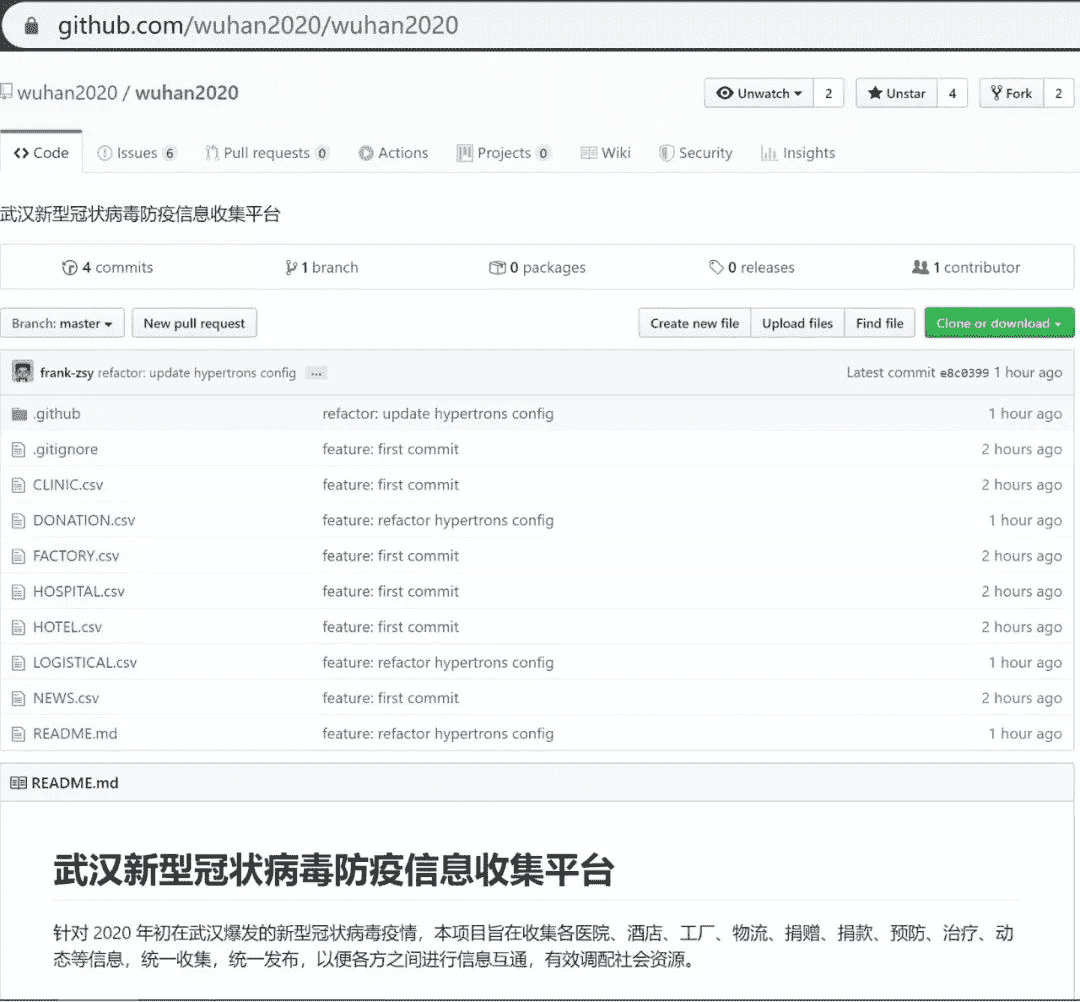 github.com/wuhan2020/wuhan2020
wuhan2020 / wuhan2020
Unwatch 2 Unstar 4 Fork 2
Code Issues 6 Pull requests 0 Actions Projects 0 Wiki Security Insights
武汉新型冠状病毒防疫信息收集平台
4 commits 1 branch 0 packages 0 releases 1 contributor
Branch: master New pull request Create new file Upload files Find file Clone or download
frank-zsy refactor: update hypertrons config ... Latest commit e8c0399 1 hour ago
.github refactor: update hypertrons config 1 hour ago
.gitignore feature: first commit 2 hours ago
CLINIC.csv feature: first commit 2 hours ago
DONATION.csv feature: refactor hypertrons config 1 hour ago
FACTORY.csv feature: first commit 2 hours ago
HOSPITAL.csv feature: first commit 2 hours ago
HOTEL.csv feature: first commit 2 hours ago
LOGISTICAL.csv feature: refactor hypertrons config 1 hour ago
NEWS.csv feature: first commit 2 hours ago
README.md feature: refactor hypertrons config 1 hour ago
README.md
武汉新型冠状病毒防疫信息收集平台
针对 2020 年初在武汉爆发的新型冠状病毒疫情，本项目旨在收集各医院、酒店、工厂、物流、捐赠、捐款、预防、治疗、动
态等信息，统一收集，统一发布，以便各方之间进行信息互通，有效调配社会资源。